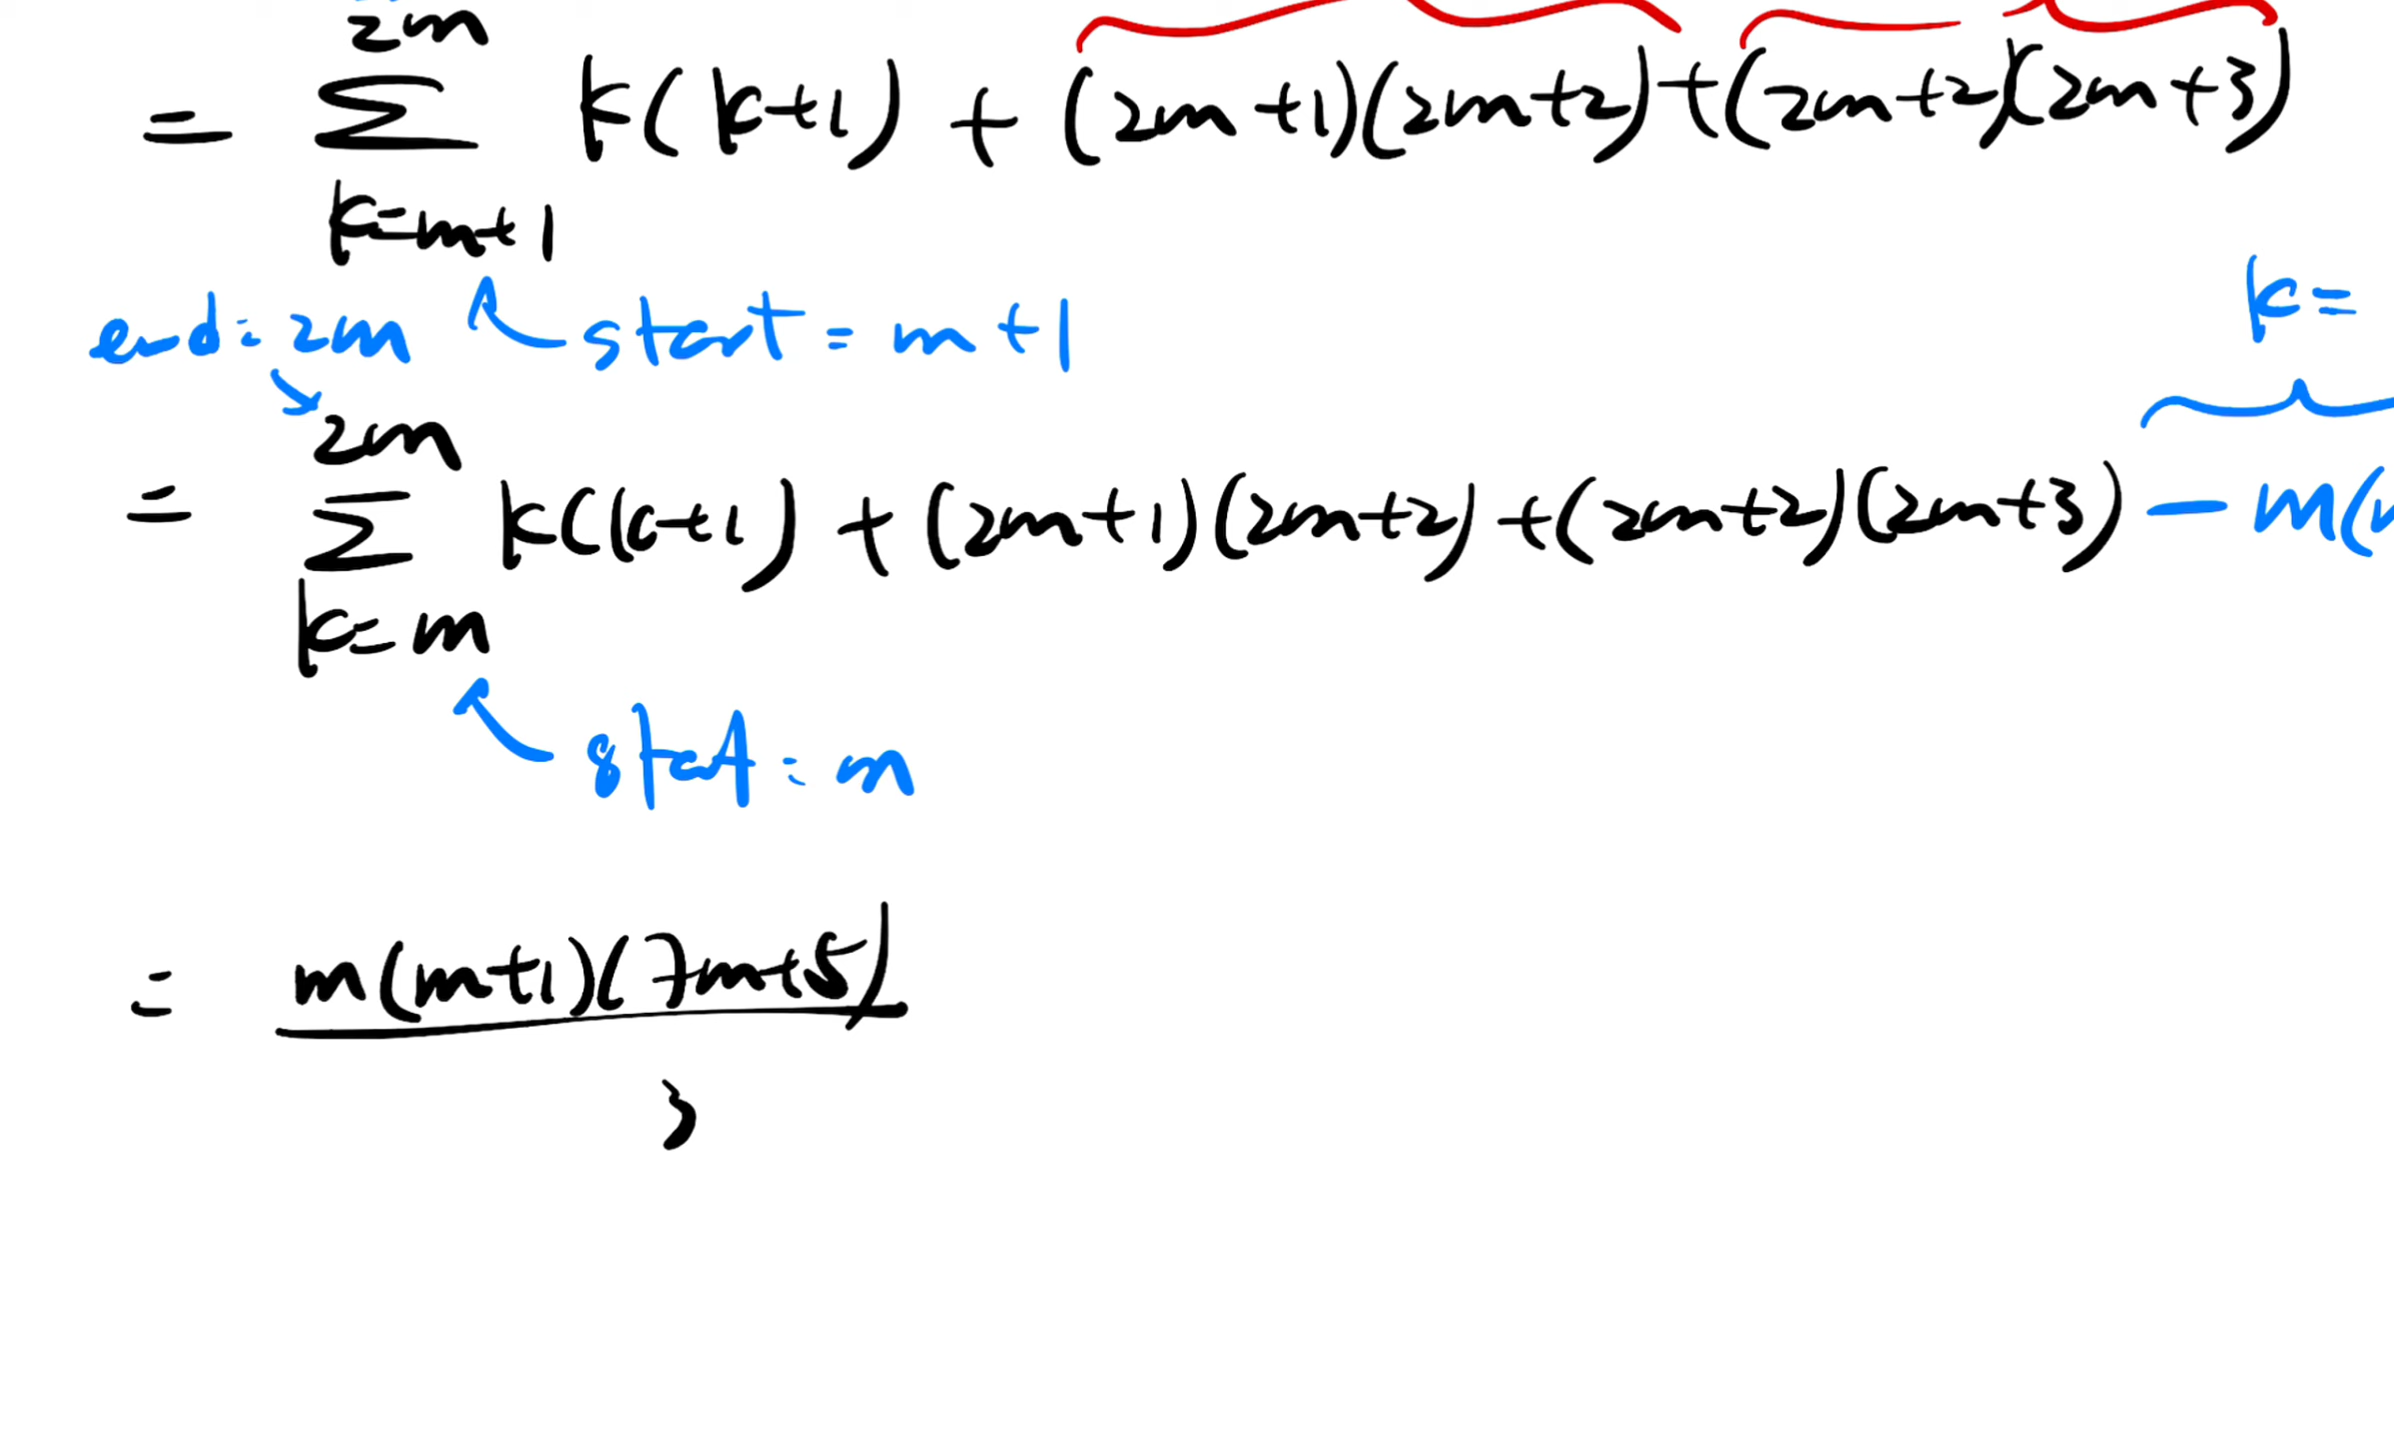 2m
= Σ k(k+1) + (2m+1)(2m+2)+(2m+2)(2m+3)
k=m+1
end: 2m start = m+1 k=
2m
= Σ k(k+1) + (2m+1)(2m+2)+(2m+2)(2m+3) - m(
k=m
start: m
= m(m+1)(7m+5)
3